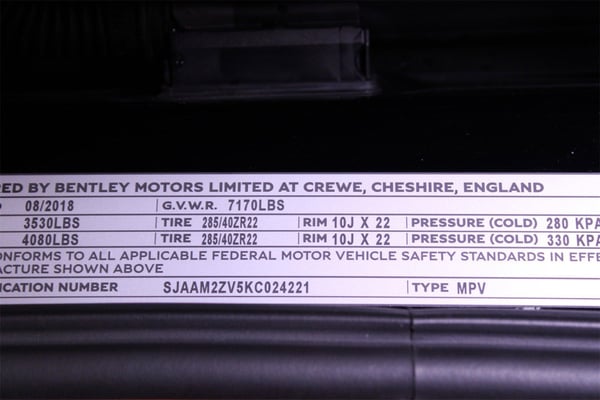 RED BY BENTLEY MOTORS LIMITED AT CREWE, CHESHIRE, ENGLAND
08/2018 G.V.W.R. 7170LBS
3530LBS TIRE 285/40ZR22 RIM 10J X 22 PRESSURE (COLD) 280 KPA
4080LBS TIRE 285/40ZR22 RIM 10J X 22 PRESSURE (COLD) 330 KPA
ONFORMS TO ALL APPLICABLE FEDERAL MOTOR VEHICLE SAFETY STANDARDS IN EFFE
ACTURE SHOWN ABOVE
ICATION NUMBER SJAAM2ZV5KC024221 TYPE MPV